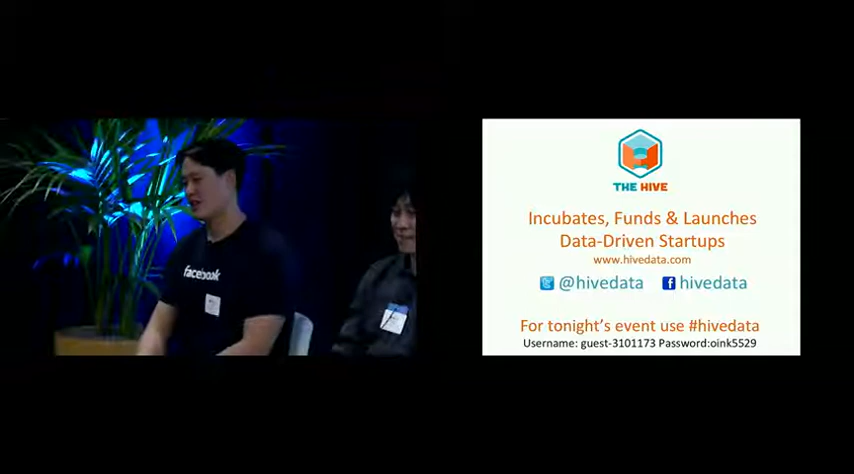 facebook
THE HIVE
Incubates, Funds & Launches
Data-Driven Startups
www.hivedata.com
@hivedata hivedata
For tonight's event use #hivedata
Username: guest-3101173 Password:oink5529